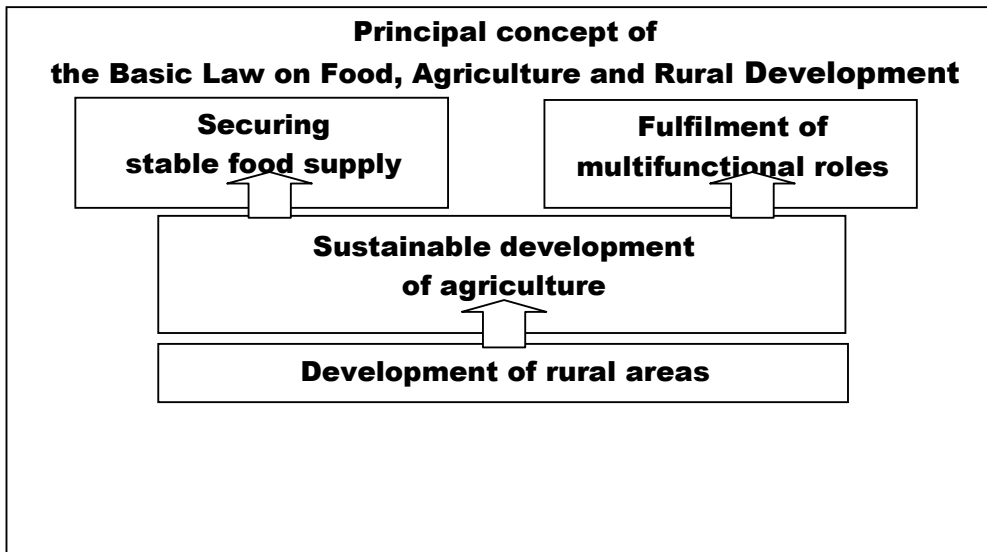 Principal concept of
the Basic Law on Food, Agriculture and Rural Development
Securing
stable food supply
Fulfilment of
multifunctional roles
Sustainable development
of agriculture
Development of rural areas